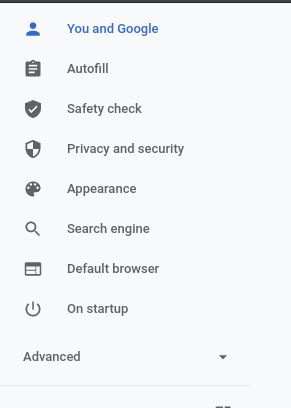 You and Google
Autofill
Safety check
Privacy and security
Appearance
Search engine
Default browser
On startup
Advanced